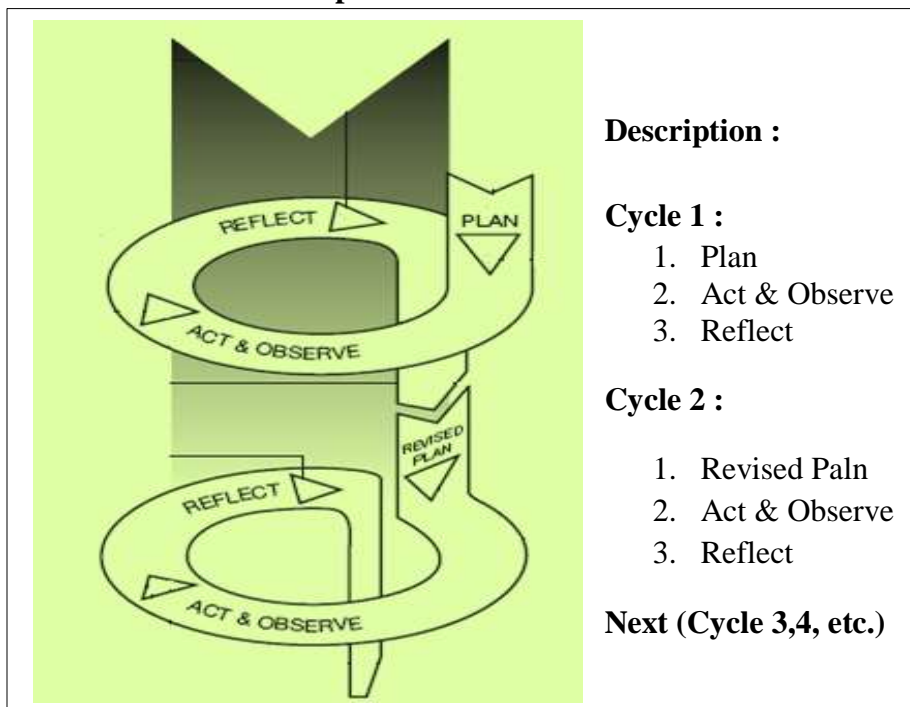 REFLECT
PLAN
ACT & OBSERVE
REVISED
PLAN
REFLECT
ACT & OBSERVE
Description :
Cycle 1 :
1. Plan
2. Act & Observe
3. Reflect
Cycle 2 :
1. Revised Paln
2. Act & Observe
3. Reflect
Next (Cycle 3,4, etc.)